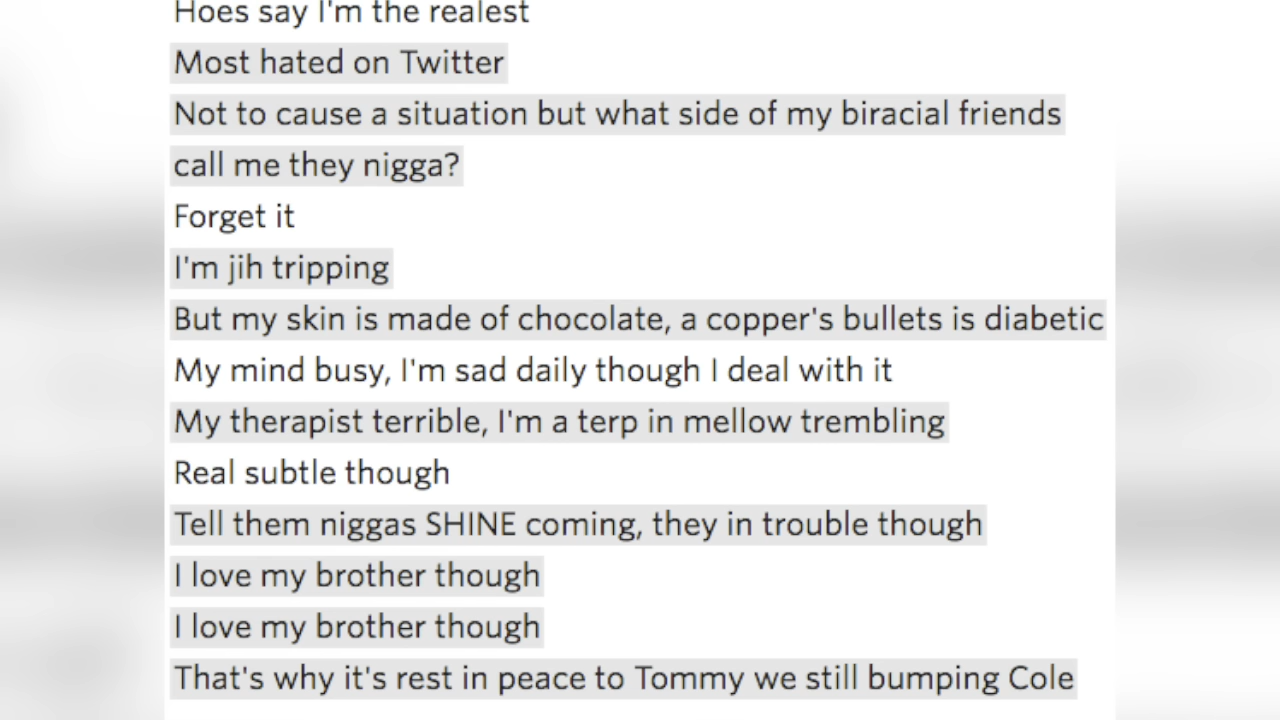 Hoes say I'm the realest
Most hated on Twitter
Not to cause a situation but what side of my biracial friends
call me they nigga?
Forget it
I'm jih tripping
But my skin is made of chocolate, a copper's bullets is diabetic
My mind busy, I'm sad daily though I deal with it
My therapist terrible, I'm a terp in mellow trembling
Real subtle though
Tell them niggas SHINE coming, they in trouble though
I love my brother though
I love my brother though
That's why it's rest in peace to Tommy we still bumping Cole